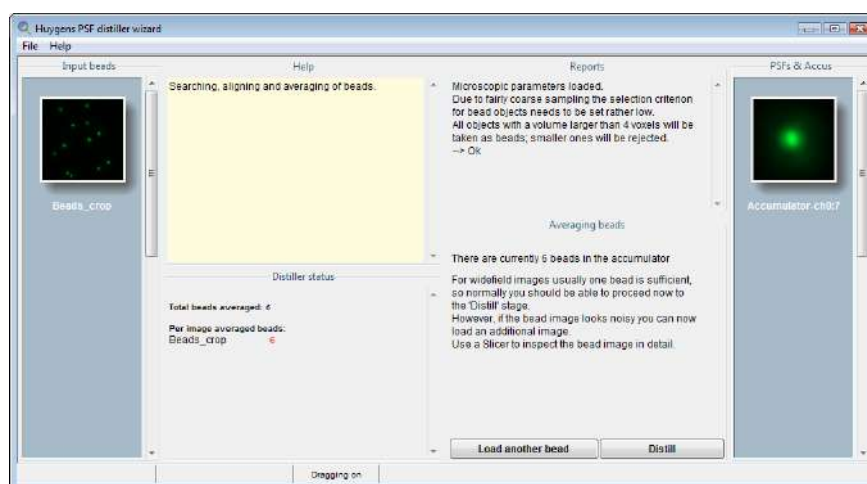 Huygens PSF distiller wizard
File Help
Input beads
Help
Reports
PSFs & Accus
Searching, aligning and averaging of beads.
Microscopic parameters loaded.
Due to fairly coarse sampling the selection criterion
for bead objects needs to be set rather low.
All objects with a volume larger than 4 voxels will be
taken as beads; smaller ones will be rejected.
--> Ok
Beads_crop
Accumulator-ch0:7
Averaging beads
There are currently 6 beads in the accumulator
For widefield images usually one bead is sufficient,
so normally you should be able to proceed now to
the 'Distill' stage.
However, if the bead image looks noisy you can now
load an additional image.
Use a Slicer to inspect the bead image in detail.
Distiller status
Total beads averaged: 6
Per image averaged beads:
Beads_crop 6
Load another bead
Distill
Dragging on